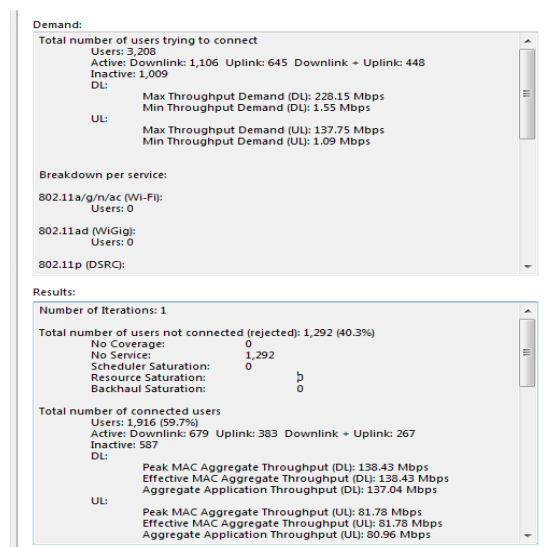 Demand:
Total number of users trying to connect
Users: 3,208
Active: Downlink: 1,106 Uplink: 645 Downlink + Uplink: 448
Inactive: 1,009
DL:
Max Throughput Demand (DL): 228.15 Mbps
Min Throughput Demand (DL): 1.55 Mbps
UL:
Max Throughput Demand (UL): 137.75 Mbps
Min Throughput Demand (UL): 1.09 Mbps
Breakdown per service:
802.11a/g/n/ac (Wi-Fi):
Users: 0
802.11ad (WiGig):
Users: 0
802.11p (DSRC):
Results:
Number of Iterations: 1
Total number of users not connected (rejected): 1,292 (40.3%)
No Coverage: 0
No Service: 1,292
Scheduler Saturation: 0
Resource Saturation:
Backhaul Saturation: 0
Total number of connected users
Users: 1,916 (59.7%)
Active: Downlink: 679 Uplink: 383 Downlink + Uplink: 267
Inactive: 587
DL:
Peak MAC Aggregate Throughput (DL): 138.43 Mbps
Effective MAC Aggregate Throughput (DL): 138.43 Mbps
Aggregate Application Throughput (DL): 137.04 Mbps
UL:
Peak MAC Aggregate Throughput (UL): 81.78 Mbps
Effective MAC Aggregate Throughput (UL): 81.78 Mbps
Aggregate Application Throughput (UL): 80.96 Mbps